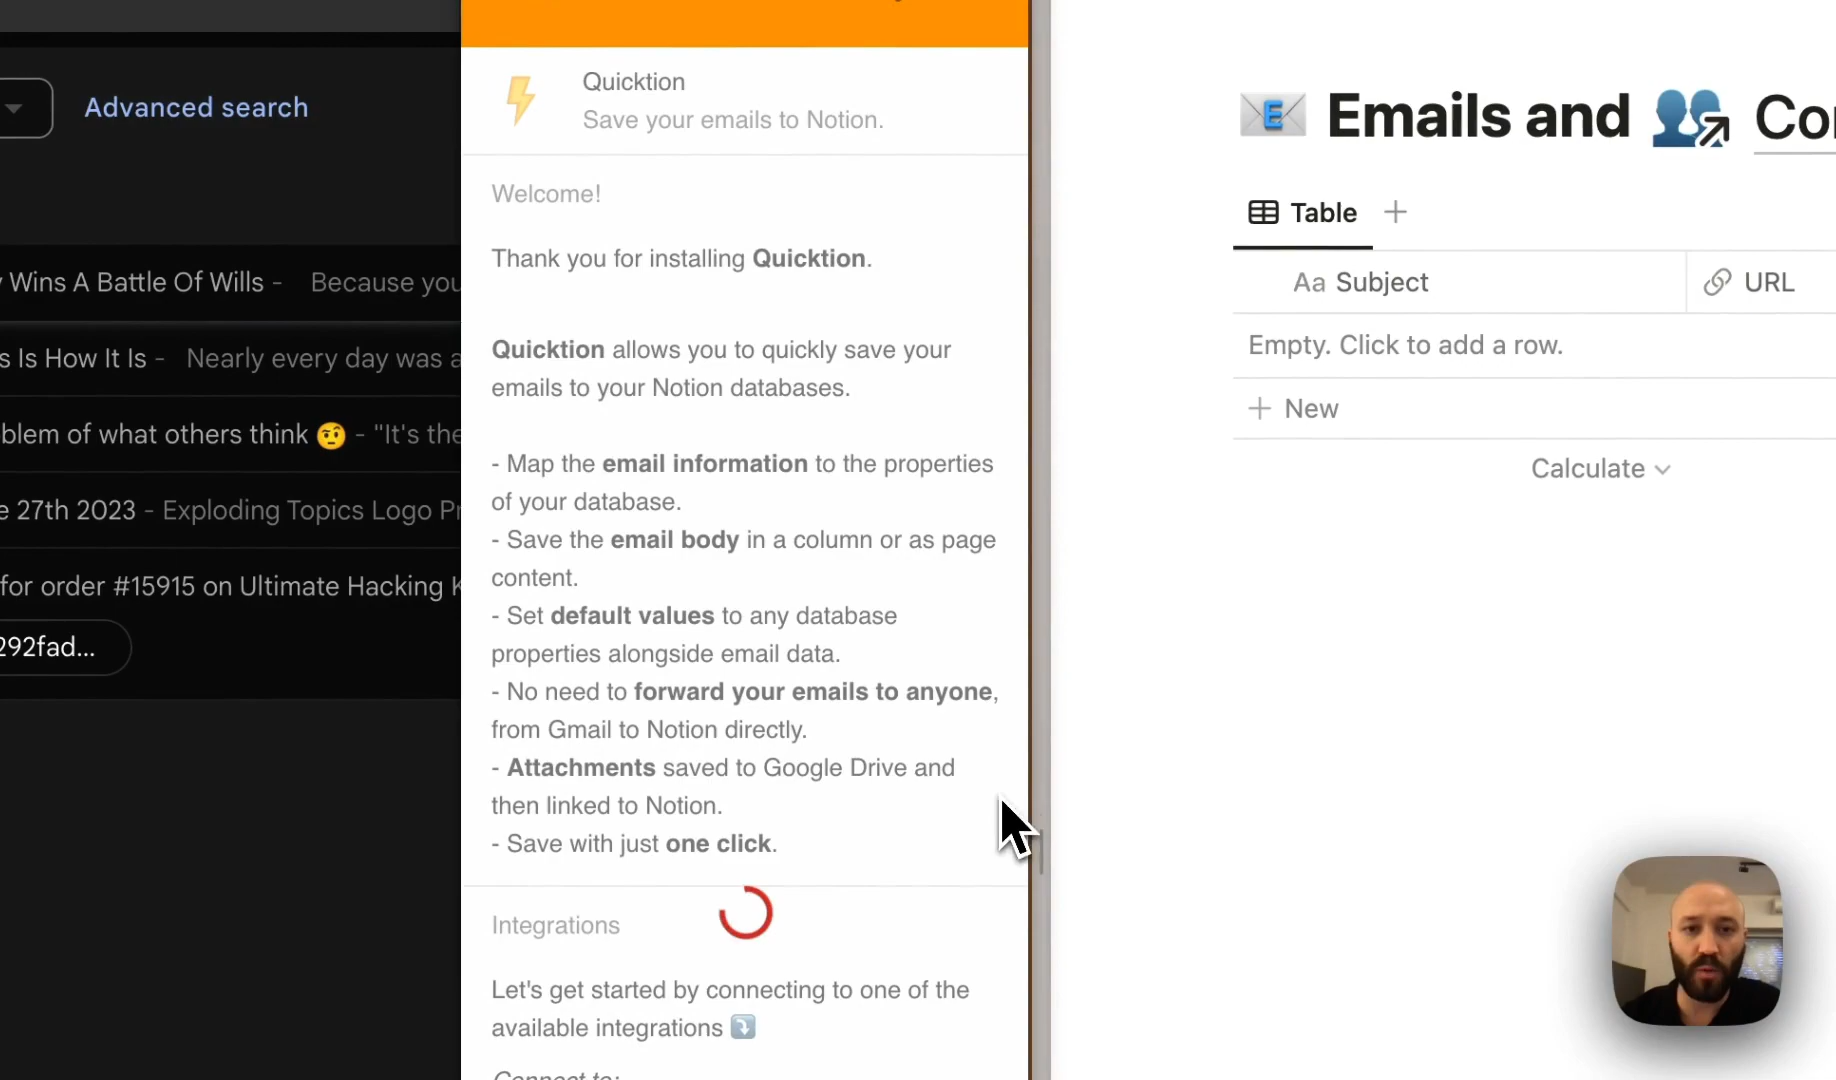 Advanced search
Wins A Battle Of Wills - Because you
s Is How It Is - Nearly every day was a
blem of what others think 🤨 - "It's the
e 27th 2023 - Exploding Topics Logo Pr
for order #15915 on Ultimate Hacking K
292fad...
Quicktion
Save your emails to Notion.
Welcome!
Thank you for installing Quicktion.
Quicktion allows you to quickly save your
emails to your Notion databases.
- Map the email information to the properties
of your database.
- Save the email body in a column or as page
content.
- Set default values to any database
properties alongside email data.
- No need to forward your emails to anyone,
from Gmail to Notion directly.
- Attachments saved to Google Drive and
then linked to Notion.
- Save with just one click.
Integrations
Let's get started by connecting to one of the
available integrations ⤵️
Connect to:
📧 Emails and 👥 Con
Table +
Aa Subject URL
Empty. Click to add a row.
+ New
Calculate